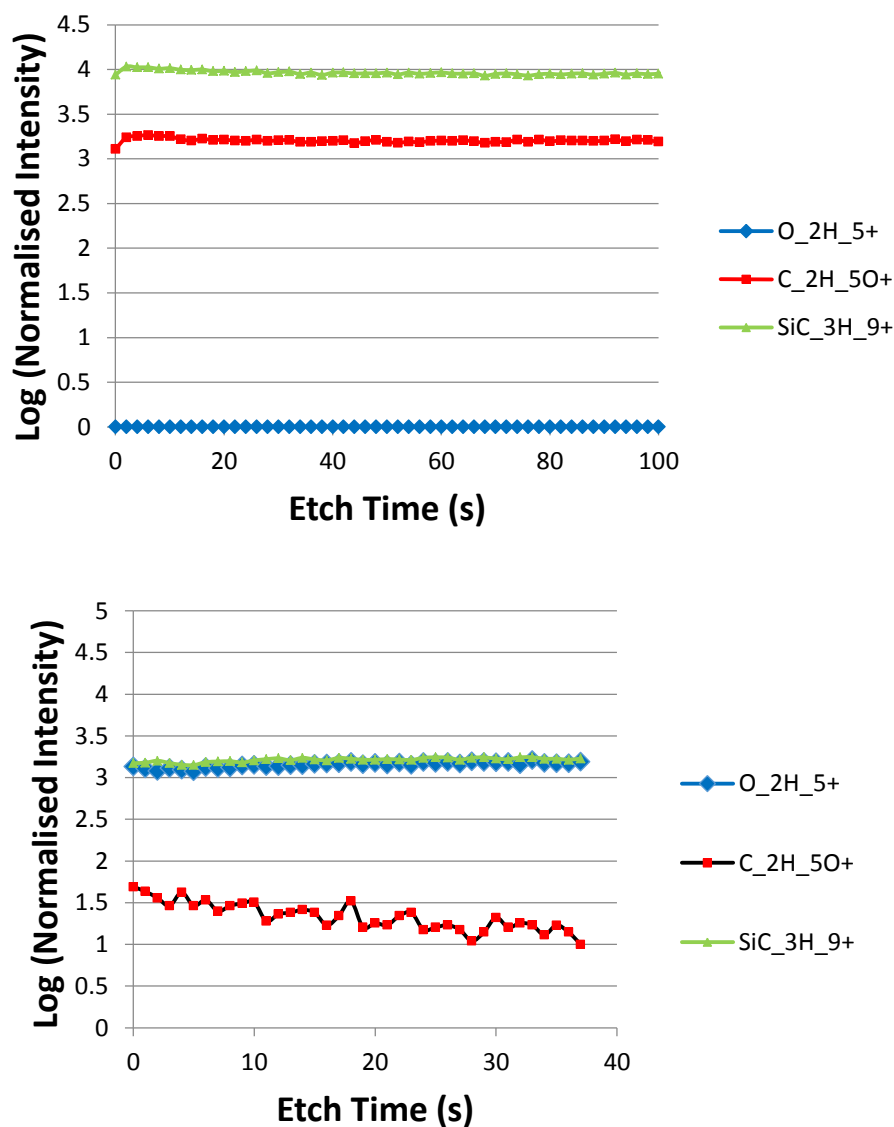 Log (Normalised Intensity)
4.5
4
3.5
3
2.5
2
1.5
1
0.5
0
0 20 40 60 80 100
Etch Time (s)
O_2H_5+
C_2H_5O+
SiC_3H_9+
Log (Normalised Intensity)
5
4.5
4
3.5
3
2.5
2
1.5
1
0.5
0
0 10 20 30 40
Etch Time (s)
O_2H_5+
C_2H_5O+
SiC_3H_9+